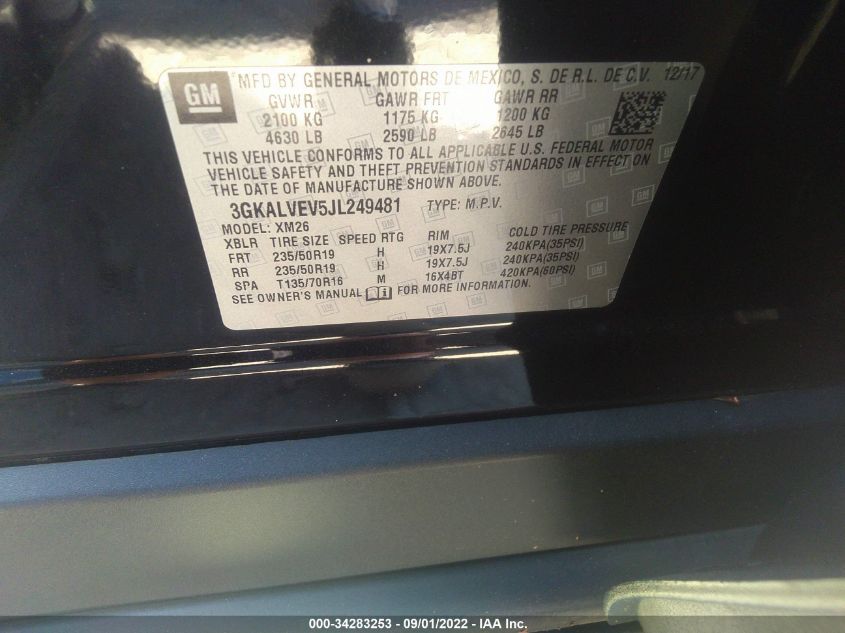 GM
MFD BY GENERAL MOTORS DE MEXICO, S. DE R.L. DE C.V. 12/17
GVWR GAWR FRT GAWR RR
2100 KG 1175 KG 1200 KG
4630 LB 2590 LB 2645 LB
THIS VEHICLE CONFORMS TO ALL APPLICABLE U.S. FEDERAL MOTOR
VEHICLE SAFETY AND THEFT PREVENTION STANDARDS IN EFFECT ON
THE DATE OF MANUFACTURE SHOWN ABOVE.
3GKALVEV5JL249481 TYPE: M.P.V.
MODEL: XM26
XBLR TIRE SIZE SPEED RTG RIM COLD TIRE PRESSURE
FRT 235/50R19 H 19X7.5J 240KPA(35PSI)
RR 235/50R19 H 19X7.5J 240KPA(35PSI)
SPA T135/70R16 M 16X4BT 420KPA(60PSI)
SEE OWNER'S MANUAL i FOR MORE INFORMATION.
000-34283253 - 09/01/2022 - IAA Inc.